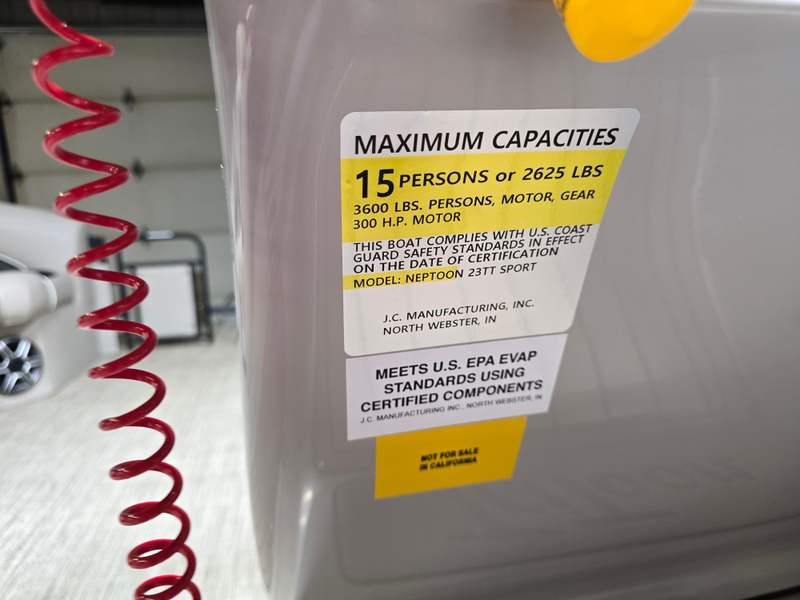 MAXIMUM CAPACITIES
15 PERSONS or 2625 LBS
3600 LBS. PERSONS, MOTOR, GEAR
300 H.P. MOTOR
THIS BOAT COMPLIES WITH U.S. COAST
GUARD SAFETY STANDARDS IN EFFECT
ON THE DATE OF CERTIFICATION
MODEL: NEPTOON 23TT SPORT
J.C. MANUFACTURING, INC.
NORTH WEBSTER, IN
MEETS U.S. EPA EVAP
STANDARDS USING
CERTIFIED COMPONENTS
J.C. MANUFACTURING INC., NORTH WEBSTER, IN
NOT FOR SALE
IN CALIFORNIA